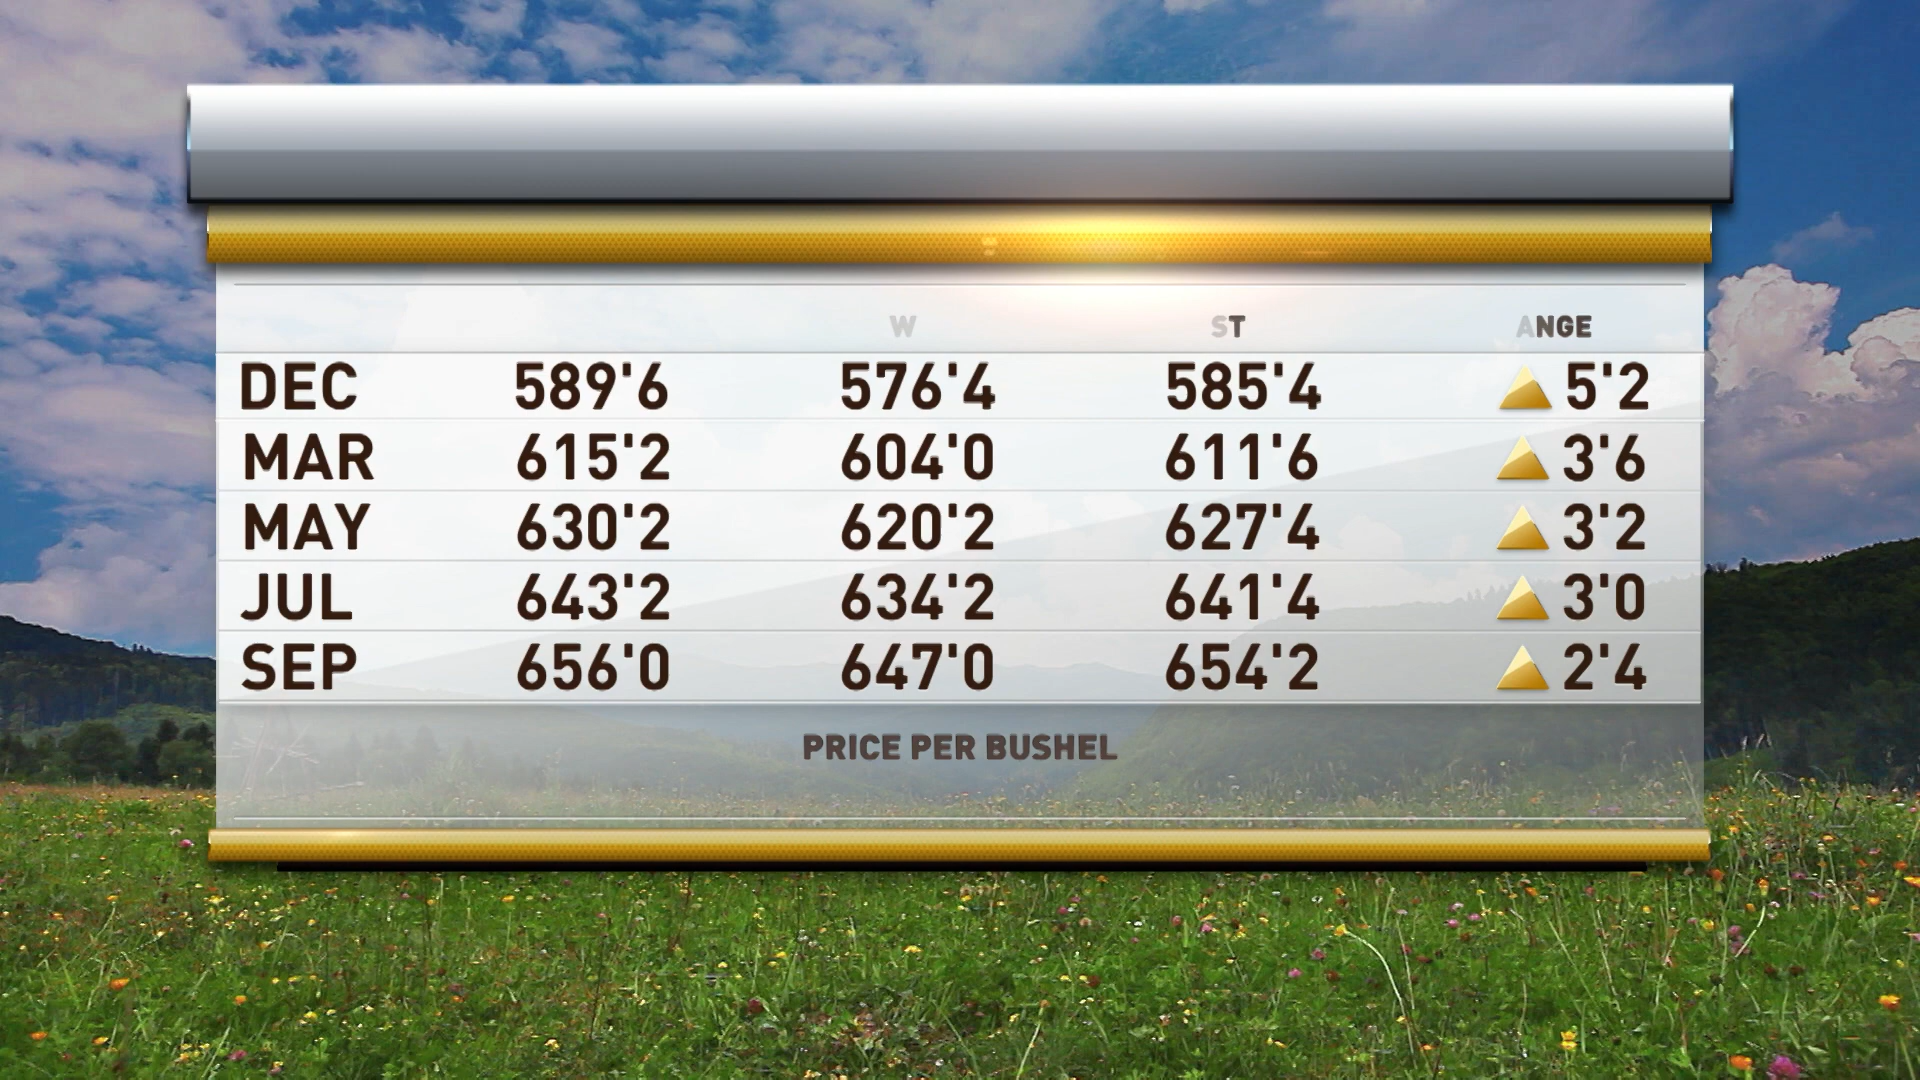 W ST ANGE
DEC 589'6 576'4 585'4 5'2
MAR 615'2 604'0 611'6 3'6
MAY 630'2 620'2 627'4 3'2
JUL 643'2 634'2 641'4 3'0
SEP 656'0 647'0 654'2 2'4
PRICE PER BUSHEL